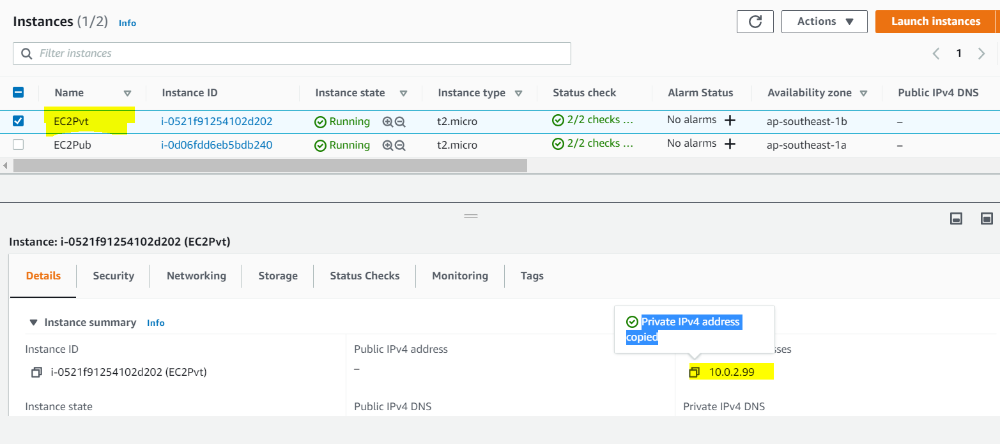 Instances (1/2) Info
Actions
Launch instances
Filter instances
1
Name Instance ID Instance state Instance type Status check Alarm Status Availability zone Public IPv4 DNS
EC2Pvt i-0521f91254102d202 Running t2.micro 2/2 checks ... No alarms + ap-southeast-1b –
EC2Pub i-0d06fdd6eb5bdb240 Running t2.micro 2/2 checks ... No alarms + ap-southeast-1a –
Instance: i-0521f91254102d202 (EC2Pvt)
Details Security Networking Storage Status Checks Monitoring Tags
Instance summary Info
Private IPv4 address
copied
Instance ID Public IPv4 address sses
i-0521f91254102d202 (EC2Pvt) – 10.0.2.99
Instance state Public IPv4 DNS Private IPv4 DNS